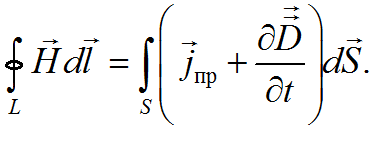 ∮_L H⃗ dl⃗ = ∫_S ( j⃗_пр + ∂D⃗⃗/∂t ) dS⃗.